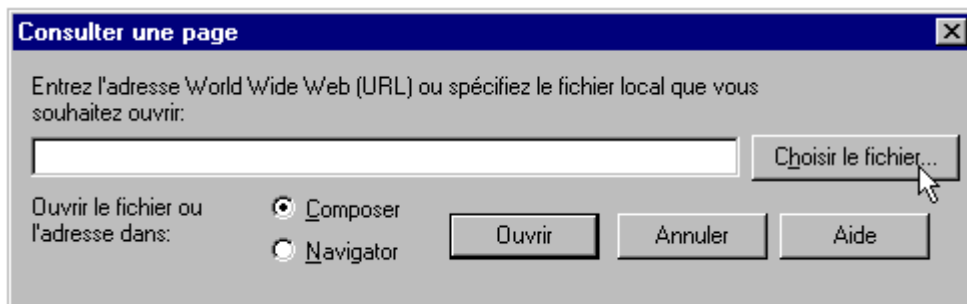 Consulter une page
Entrez l'adresse World Wide Web (URL) ou spécifiez le fichier local que vous
souhaitez ouvrir:
Choisir le fichier...
Ouvrir le fichier ou
l'adresse dans:
Composer
Navigator
Ouvrir
Annuler
Aide